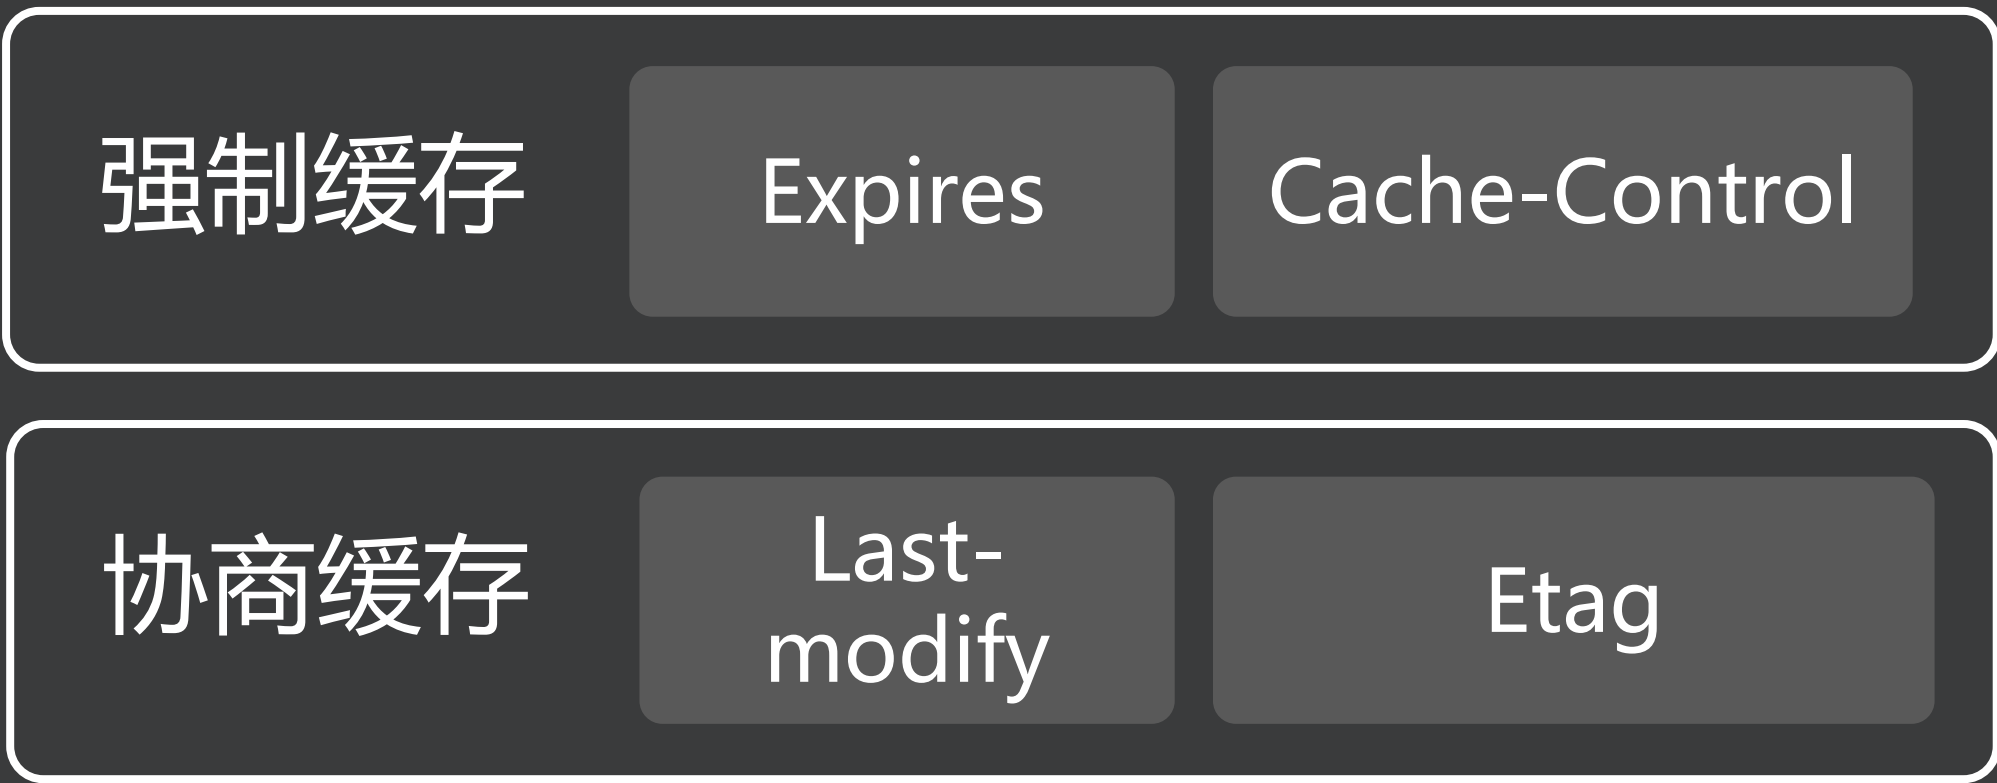 强制缓存
Expires
Cache-Control
协商缓存
Last-
modify
Etag